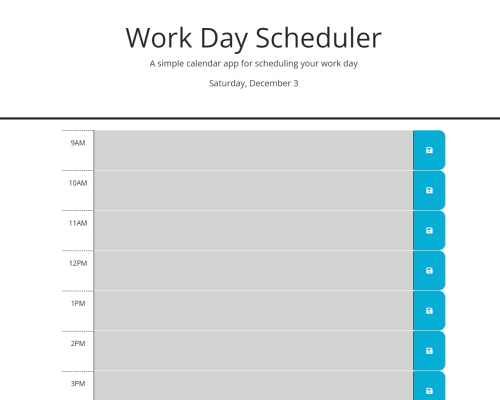 Work Day Scheduler
A simple calendar app for scheduling your work day
Saturday, December 3
9AM
10AM
11AM
12PM
1PM
2PM
3PM